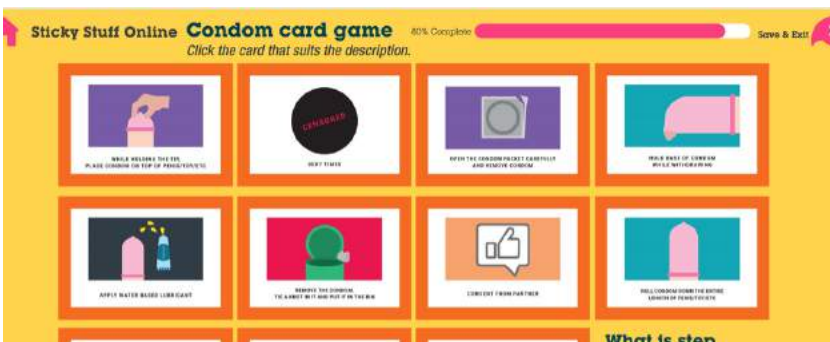 Sticky Stuff Online
Condom card game
80% Complete
Save & Exit
Click the card that suits the description.
WHILE HOLDING THE TIP,
PLACE CONDOM ON TOP OF PENIS/TOY/ETC
CENSORED
SEXY TIMES
OPEN THE CONDOM PACKET CAREFULLY
AND REMOVE CONDOM
HOLD BASE OF CONDOM
WHILE WITHDRAWING
APPLY WATER BASED LUBRICANT
REMOVE THE CONDOM,
TIE A KNOT IN IT AND PUT IT IN THE BIN
CONSENT FROM PARTNER
ROLL CONDOM DOWN THE ENTIRE
LENGTH OF PENIS/TOY/ETC
What is step